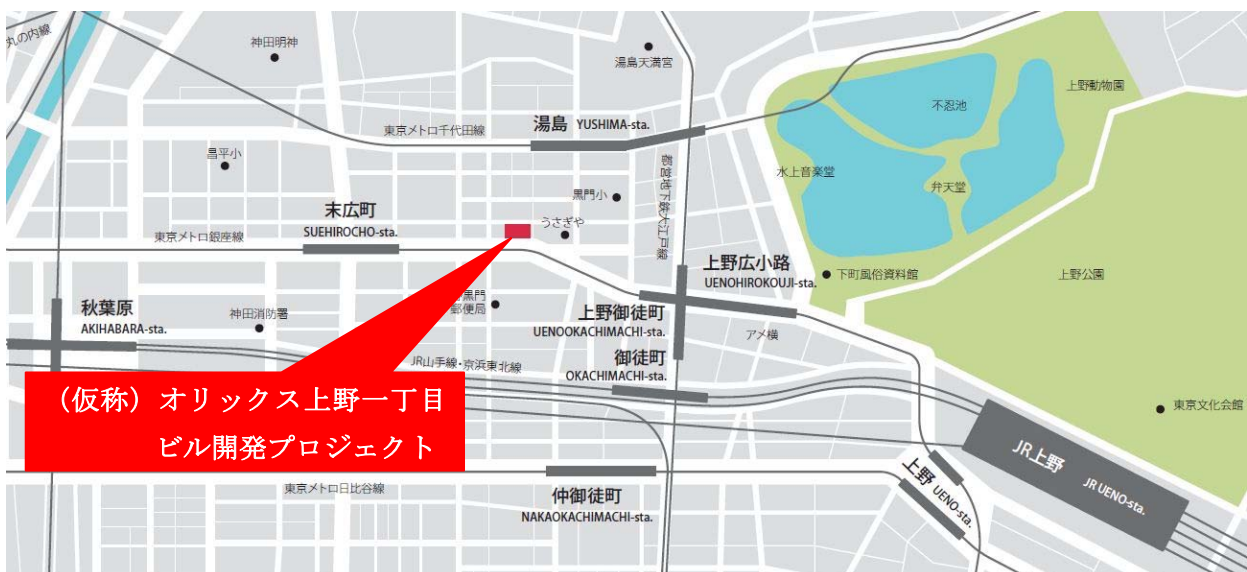 丸の内線
神田明神
湯島天満宮
上野動物園
不忍池
東京メトロ千代田線
湯島 YUSHIMA-sta.
昌平小
水上音楽堂
弁天堂
都営地下鉄大江戸線
黒門小
末広町
SUEHIROCHO-sta.
うさぎや
東京メトロ銀座線
上野広小路
UENOHIROKOUJI-sta.
下町風俗資料館
上野公園
秋葉原
AKIHABARA-sta.
神田消防署
黒門
郵便局
上野御徒町
UENOOKACHIMACHI-sta.
アメ横
御徒町
OKACHIMACHI-sta.
JR山手線・京浜東北線
(仮称)オリックス上野一丁目
ビル開発プロジェクト
東京文化会館
JR上野
JR UENO-sta.
上野 UENO-sta.
東京メトロ日比谷線
仲御徒町
NAKAOKACHIMACHI-sta.